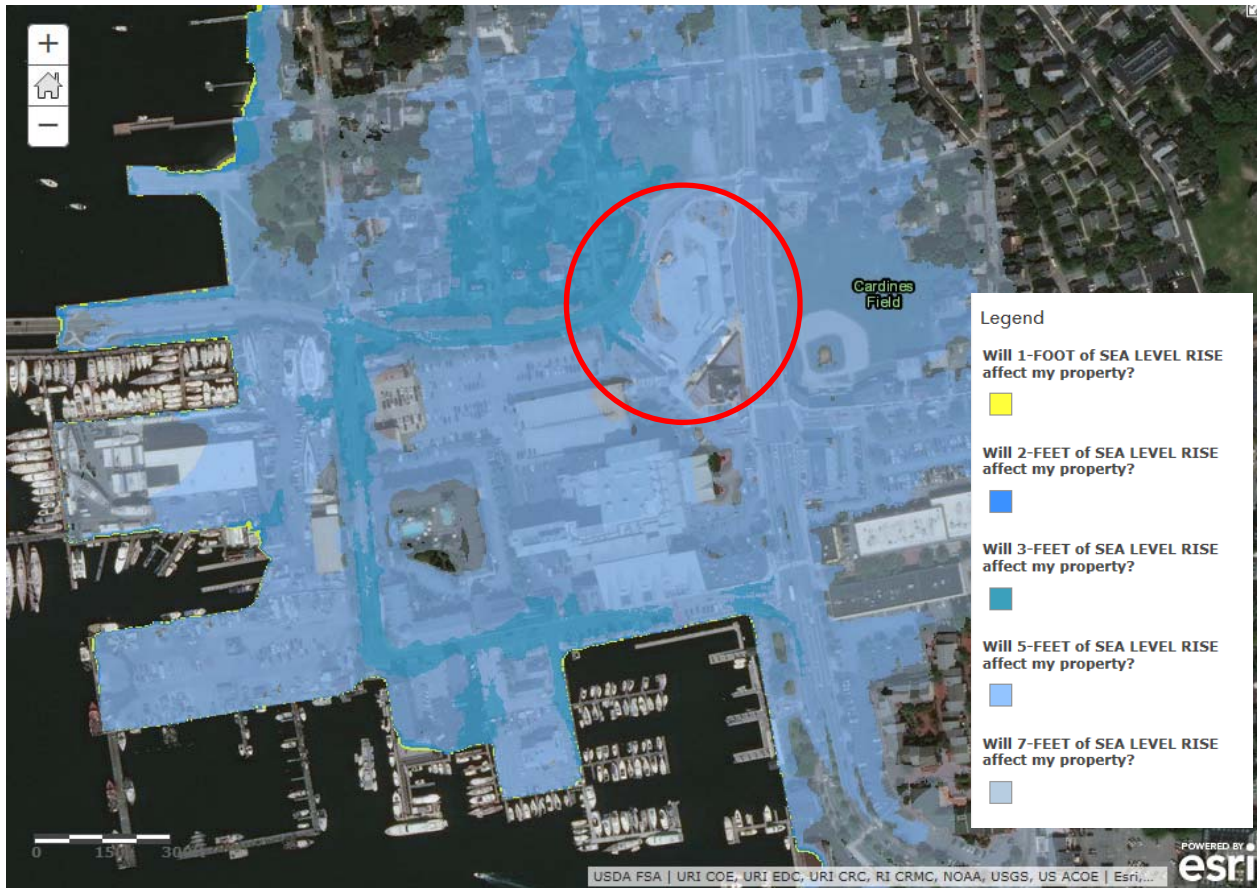 +
−
Cardines
Field
Legend
Will 1-FOOT of SEA LEVEL RISE
affect my property?
Will 2-FEET of SEA LEVEL RISE
affect my property?
Will 3-FEET of SEA LEVEL RISE
affect my property?
Will 5-FEET of SEA LEVEL RISE
affect my property?
Will 7-FEET of SEA LEVEL RISE
affect my property?
0
USDA FSA | URI COE, URI EDC, URI CRC, RI CRMC, NOAA, USGS, US ACOE | Esri,...
POWERED BY
esri